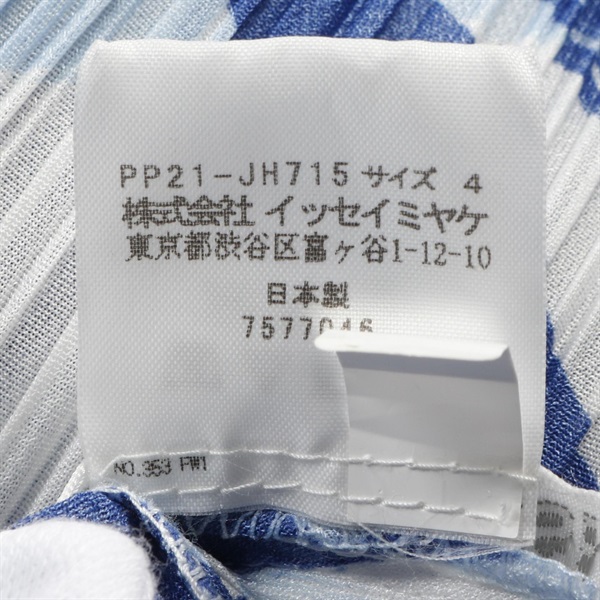 PP21-JH715 サイズ 4
株式会社 イッセイミヤケ
東京都渋谷区富ヶ谷1-12-10
日本製
7577046
NO.353 FW1